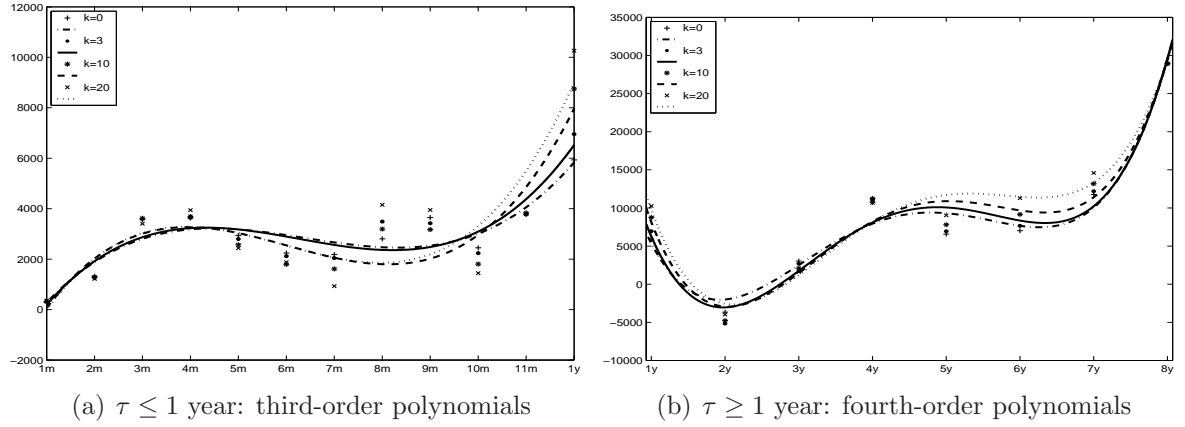 12000
10000
8000
6000
4000
2000
0
−2000
k=0
k=3
k=10
k=20
1m 2m 3m 4m 5m 6m 7m 8m 9m 10m 11m 1y
(a) τ ≤ 1 year: third-order polynomials
35000
30000
25000
20000
15000
10000
5000
0
−5000
−10000
k=0
k=3
k=10
k=20
1y 2y 3y 4y 5y 6y 7y 8y
(b) τ ≥ 1 year: fourth-order polynomials